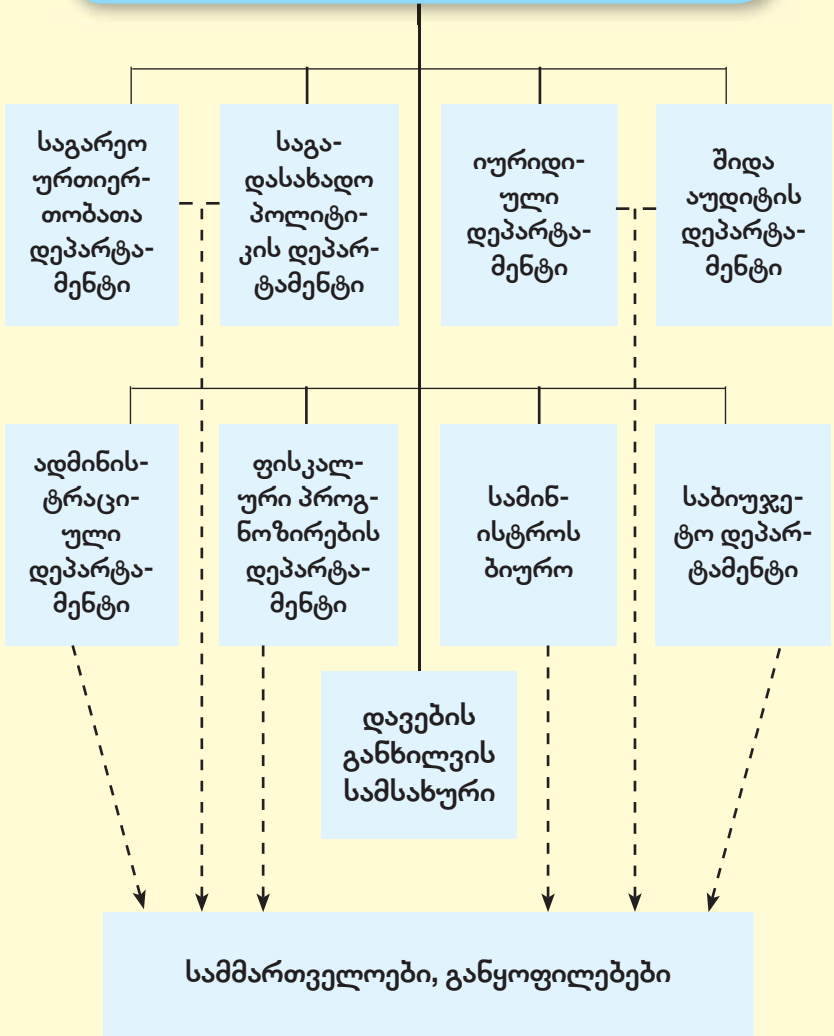 საგარეო
ურთიერ-
თობათა
დეპარტა-
მენტი
საგა-
დასახადო
პოლიტი-
კის დეპარ-
ტამენტი
იურიდი-
ული
დეპარტა-
მენტი
შიდა
აუდიტის
დეპარტა-
მენტი
ადმინის-
ტრაცი-
ული
დეპარტა-
მენტი
ფისკალ-
ური პროგ-
ნოზირების
დეპარტა-
მენტი
სამინ-
ისტროს
ბიურო
საბიუჯე-
ტო დეპარ-
ტამენტი
დავების
განხილვის
სამსახური
სამმართველოები, განყოფილებები